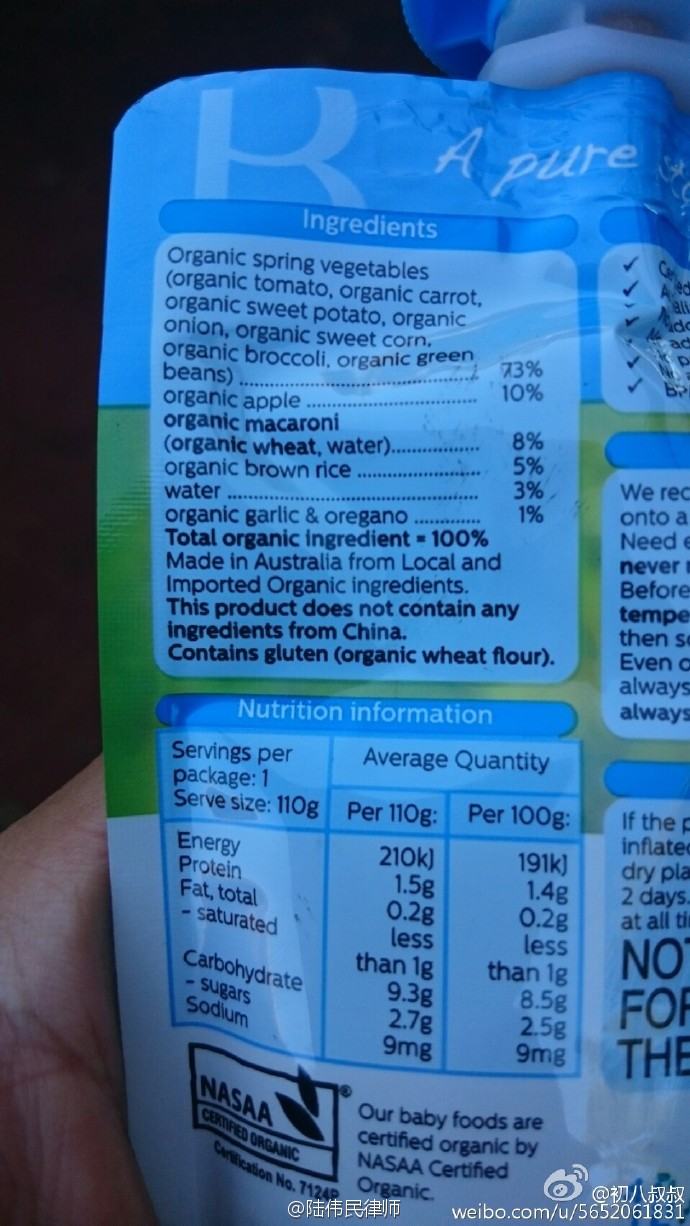 A pure
Ingredients
Organic spring vegetables
(organic tomato, organic carrot,
organic sweet potato, organic
onion, organic sweet corn,
organic broccoli, organic green
beans) ........ 73%
organic apple ........ 10%
organic macaroni
(organic wheat, water)........ 8%
organic brown rice ........ 5%
water ........ 3%
organic garlic & oregano ........ 1%
Total organic ingredient = 100%
Made in Australia from Local and
Imported Organic ingredients.
This product does not contain any
ingredients from China.
Contains gluten (organic wheat flour).
Nutrition information
Servings per
package: 1
Serve size: 110g
Average Quantity
Per 110g: Per 100g:
Energy 210kJ 191kJ
Protein 1.5g 1.4g
Fat, total 0.2g 0.2g
- saturated less than 1g less than 1g
Carbohydrate 9.3g 8.5g
- sugars 2.7g 2.5g
Sodium 9mg 9mg
NASAA
CERTIFIED ORGANIC
Certification No. 7124P
®
Our baby foods are
certified organic by
NASAA Certified
Organic.
We rec
onto a
Need e
never
Before
tempe
then s
Even o
always
always
If the p
inflate
dry pla
2 days.
at all ti
NOT
FOR
THE
@陆伟民律师
@初八叔叔
weibo.com/u/5652061831